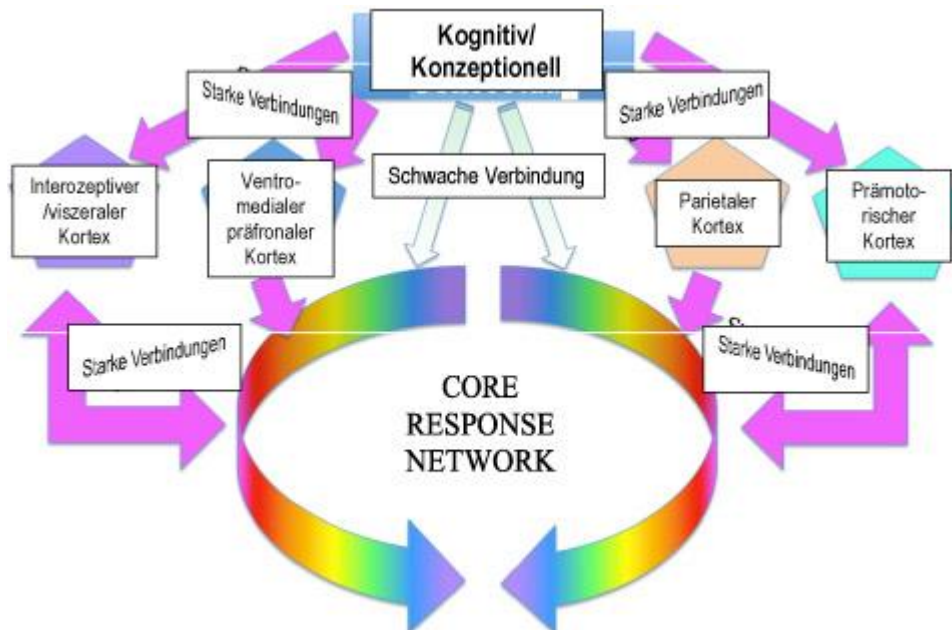 Kognitiv/
Konzeptionell
Starke Verbindungen
Starke Verbindungen
Schwache Verbindung
Interozeptiver
/viszeraler
Kortex
Ventro-
medialer
präfronaler
Kortex
Parietaler
Kortex
Prämoto-
rischer
Kortex
Starke Verbindungen
Starke Verbindungen
CORE
RESPONSE
NETWORK